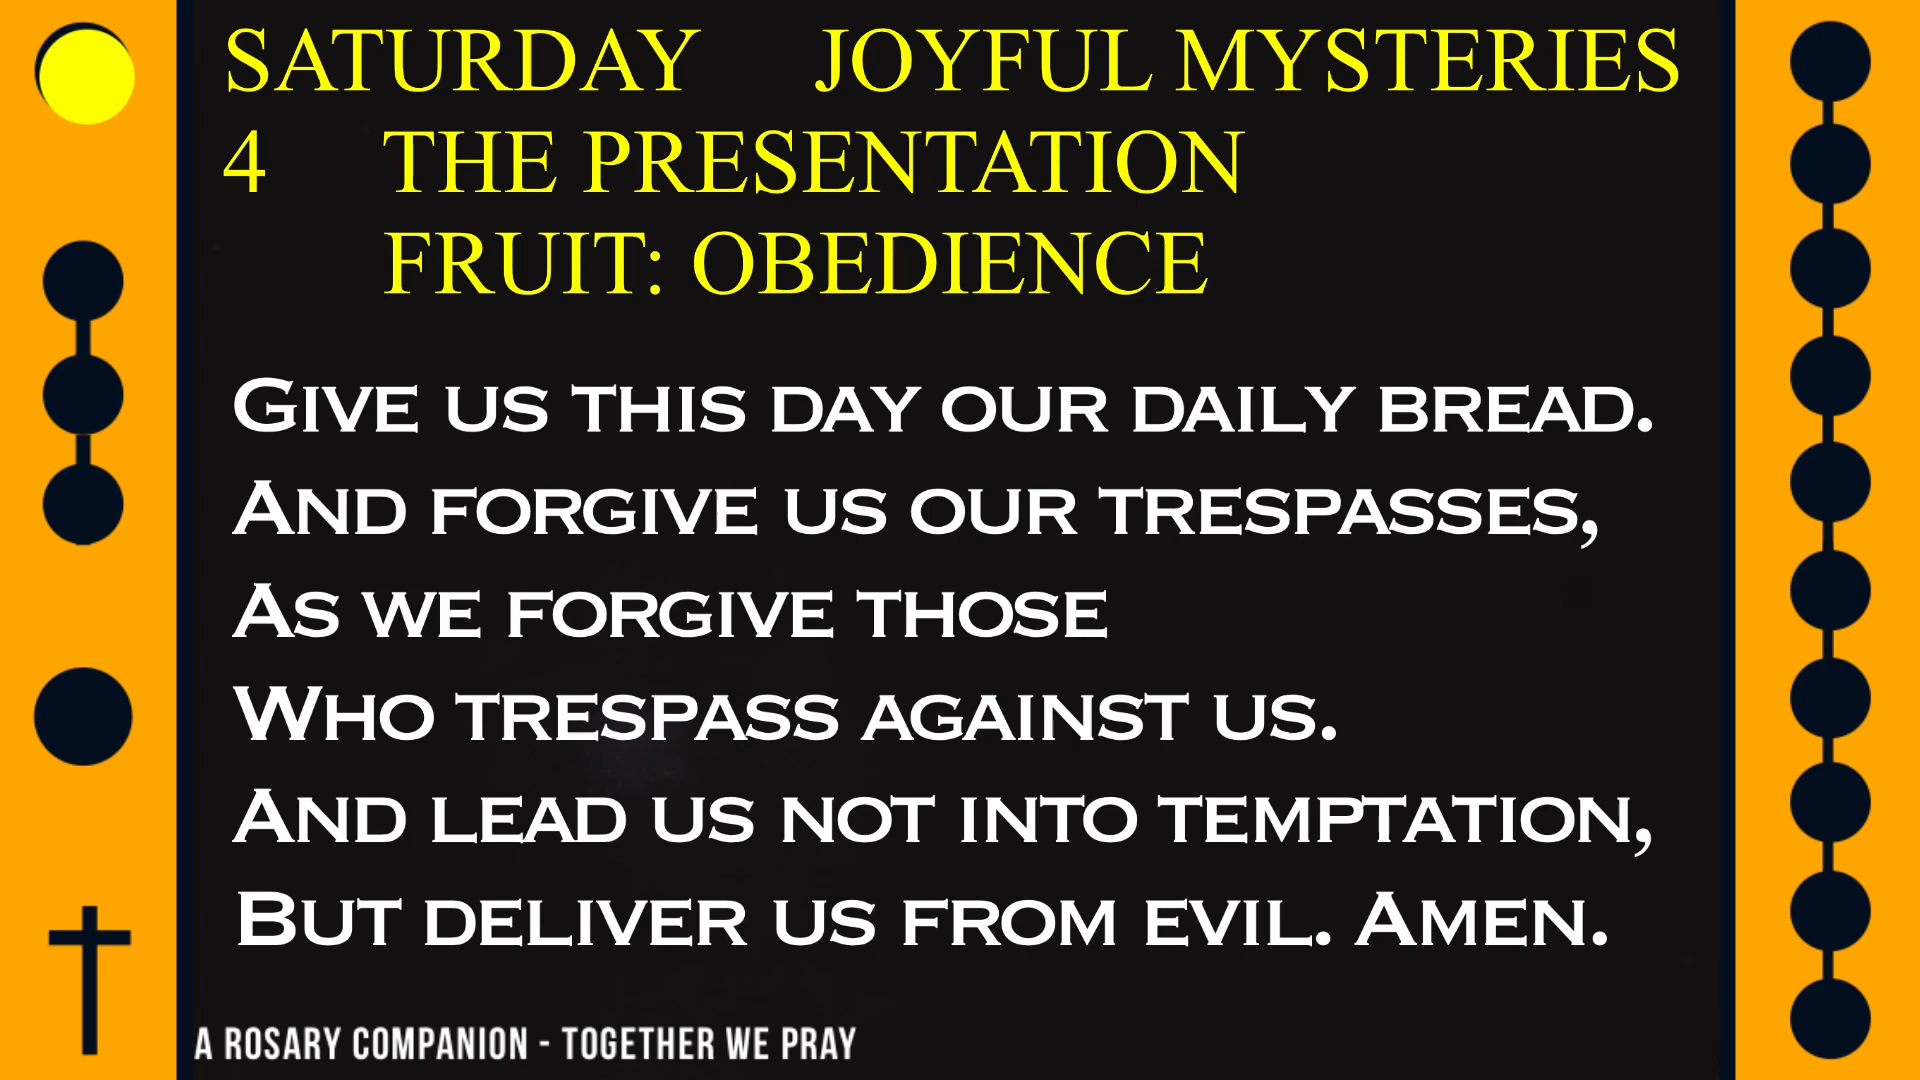 SATURDAY JOYFUL MYSTERIES
4 THE PRESENTATION
FRUIT: OBEDIENCE
GIVE US THIS DAY OUR DAILY BREAD.
AND FORGIVE US OUR TRESPASSES,
AS WE FORGIVE THOSE
WHO TRESPASS AGAINST US.
AND LEAD US NOT INTO TEMPTATION,
BUT DELIVER US FROM EVIL. AMEN.
A ROSARY COMPANION - TOGETHER WE PRAY